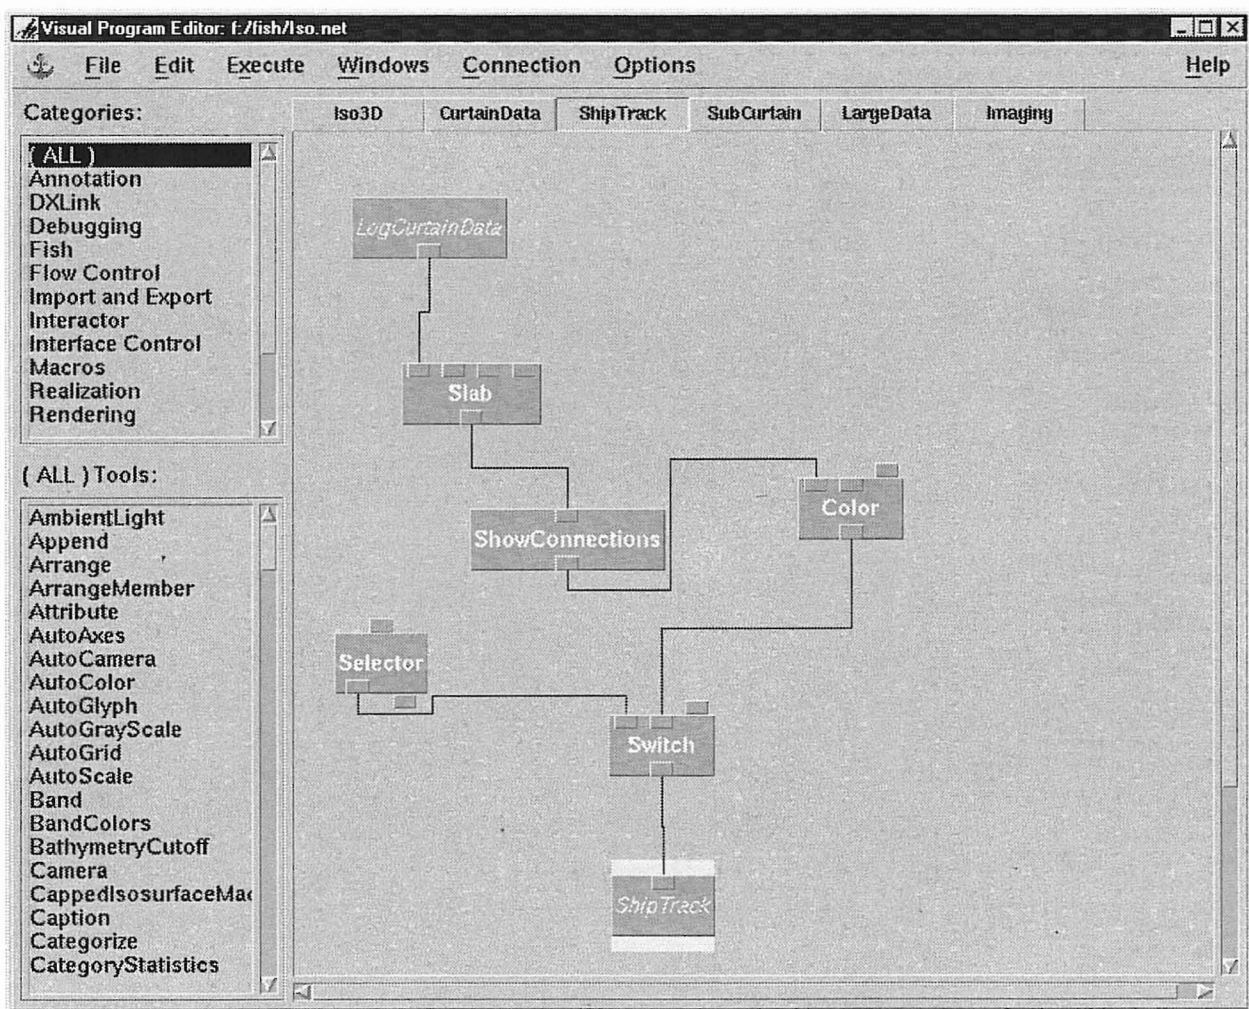 Visual Program Editor: f:/fish/Iso.net
File Edit Execute Windows Connection Options Help
Categories:
Iso3D CurtainData ShipTrack SubCurtain LargeData Imaging
( ALL )
Annotation
DXLink
Debugging
Fish
Flow Control
Import and Export
Interactor
Interface Control
Macros
Realization
Rendering
( ALL ) Tools:
AmbientLight
Append
Arrange
ArrangeMember
Attribute
AutoAxes
AutoCamera
AutoColor
AutoGlyph
AutoGrayScale
AutoGrid
AutoScale
Band
BandColors
BathymetryCutoff
Camera
CappedIsosurfaceMac
Caption
Categorize
CategoryStatistics
LogCurtainData
Slab
Color
ShowConnections
Selector
Switch
ShipTrack